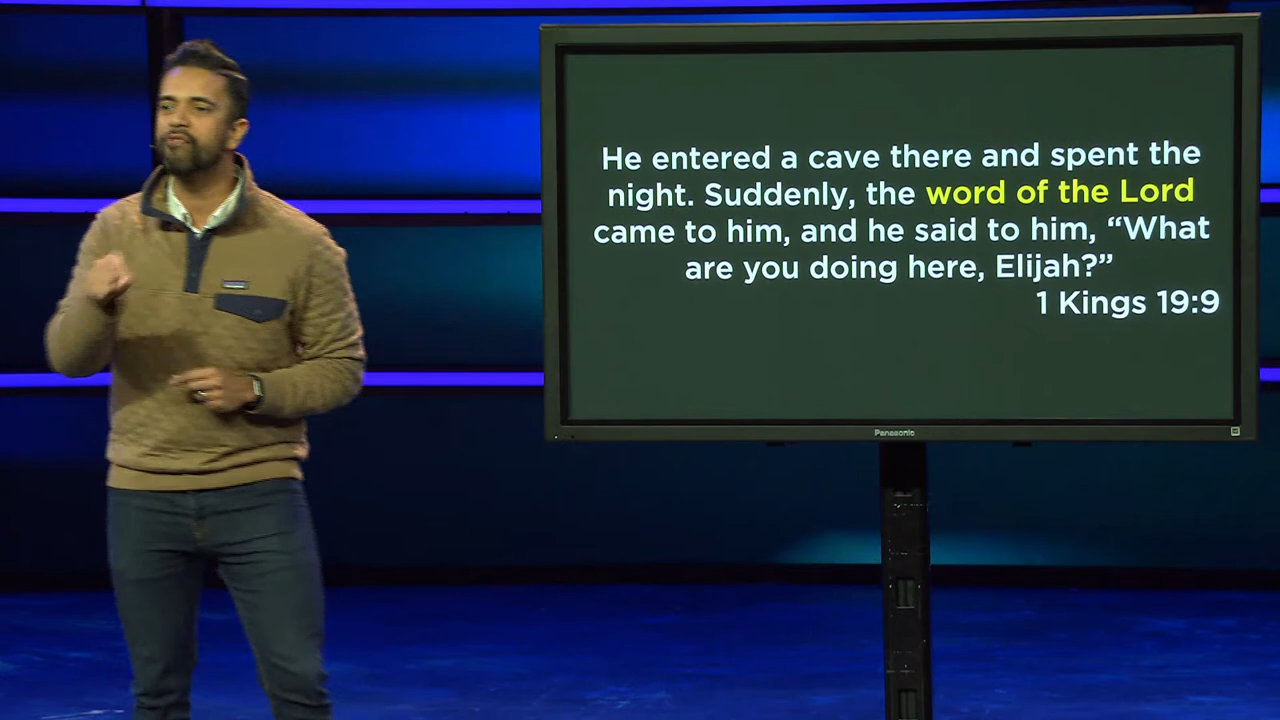 He entered a cave there and spent the
night. Suddenly, the word of the Lord
came to him, and he said to him, “What
are you doing here, Elijah?”
1 Kings 19:9
Panasonic